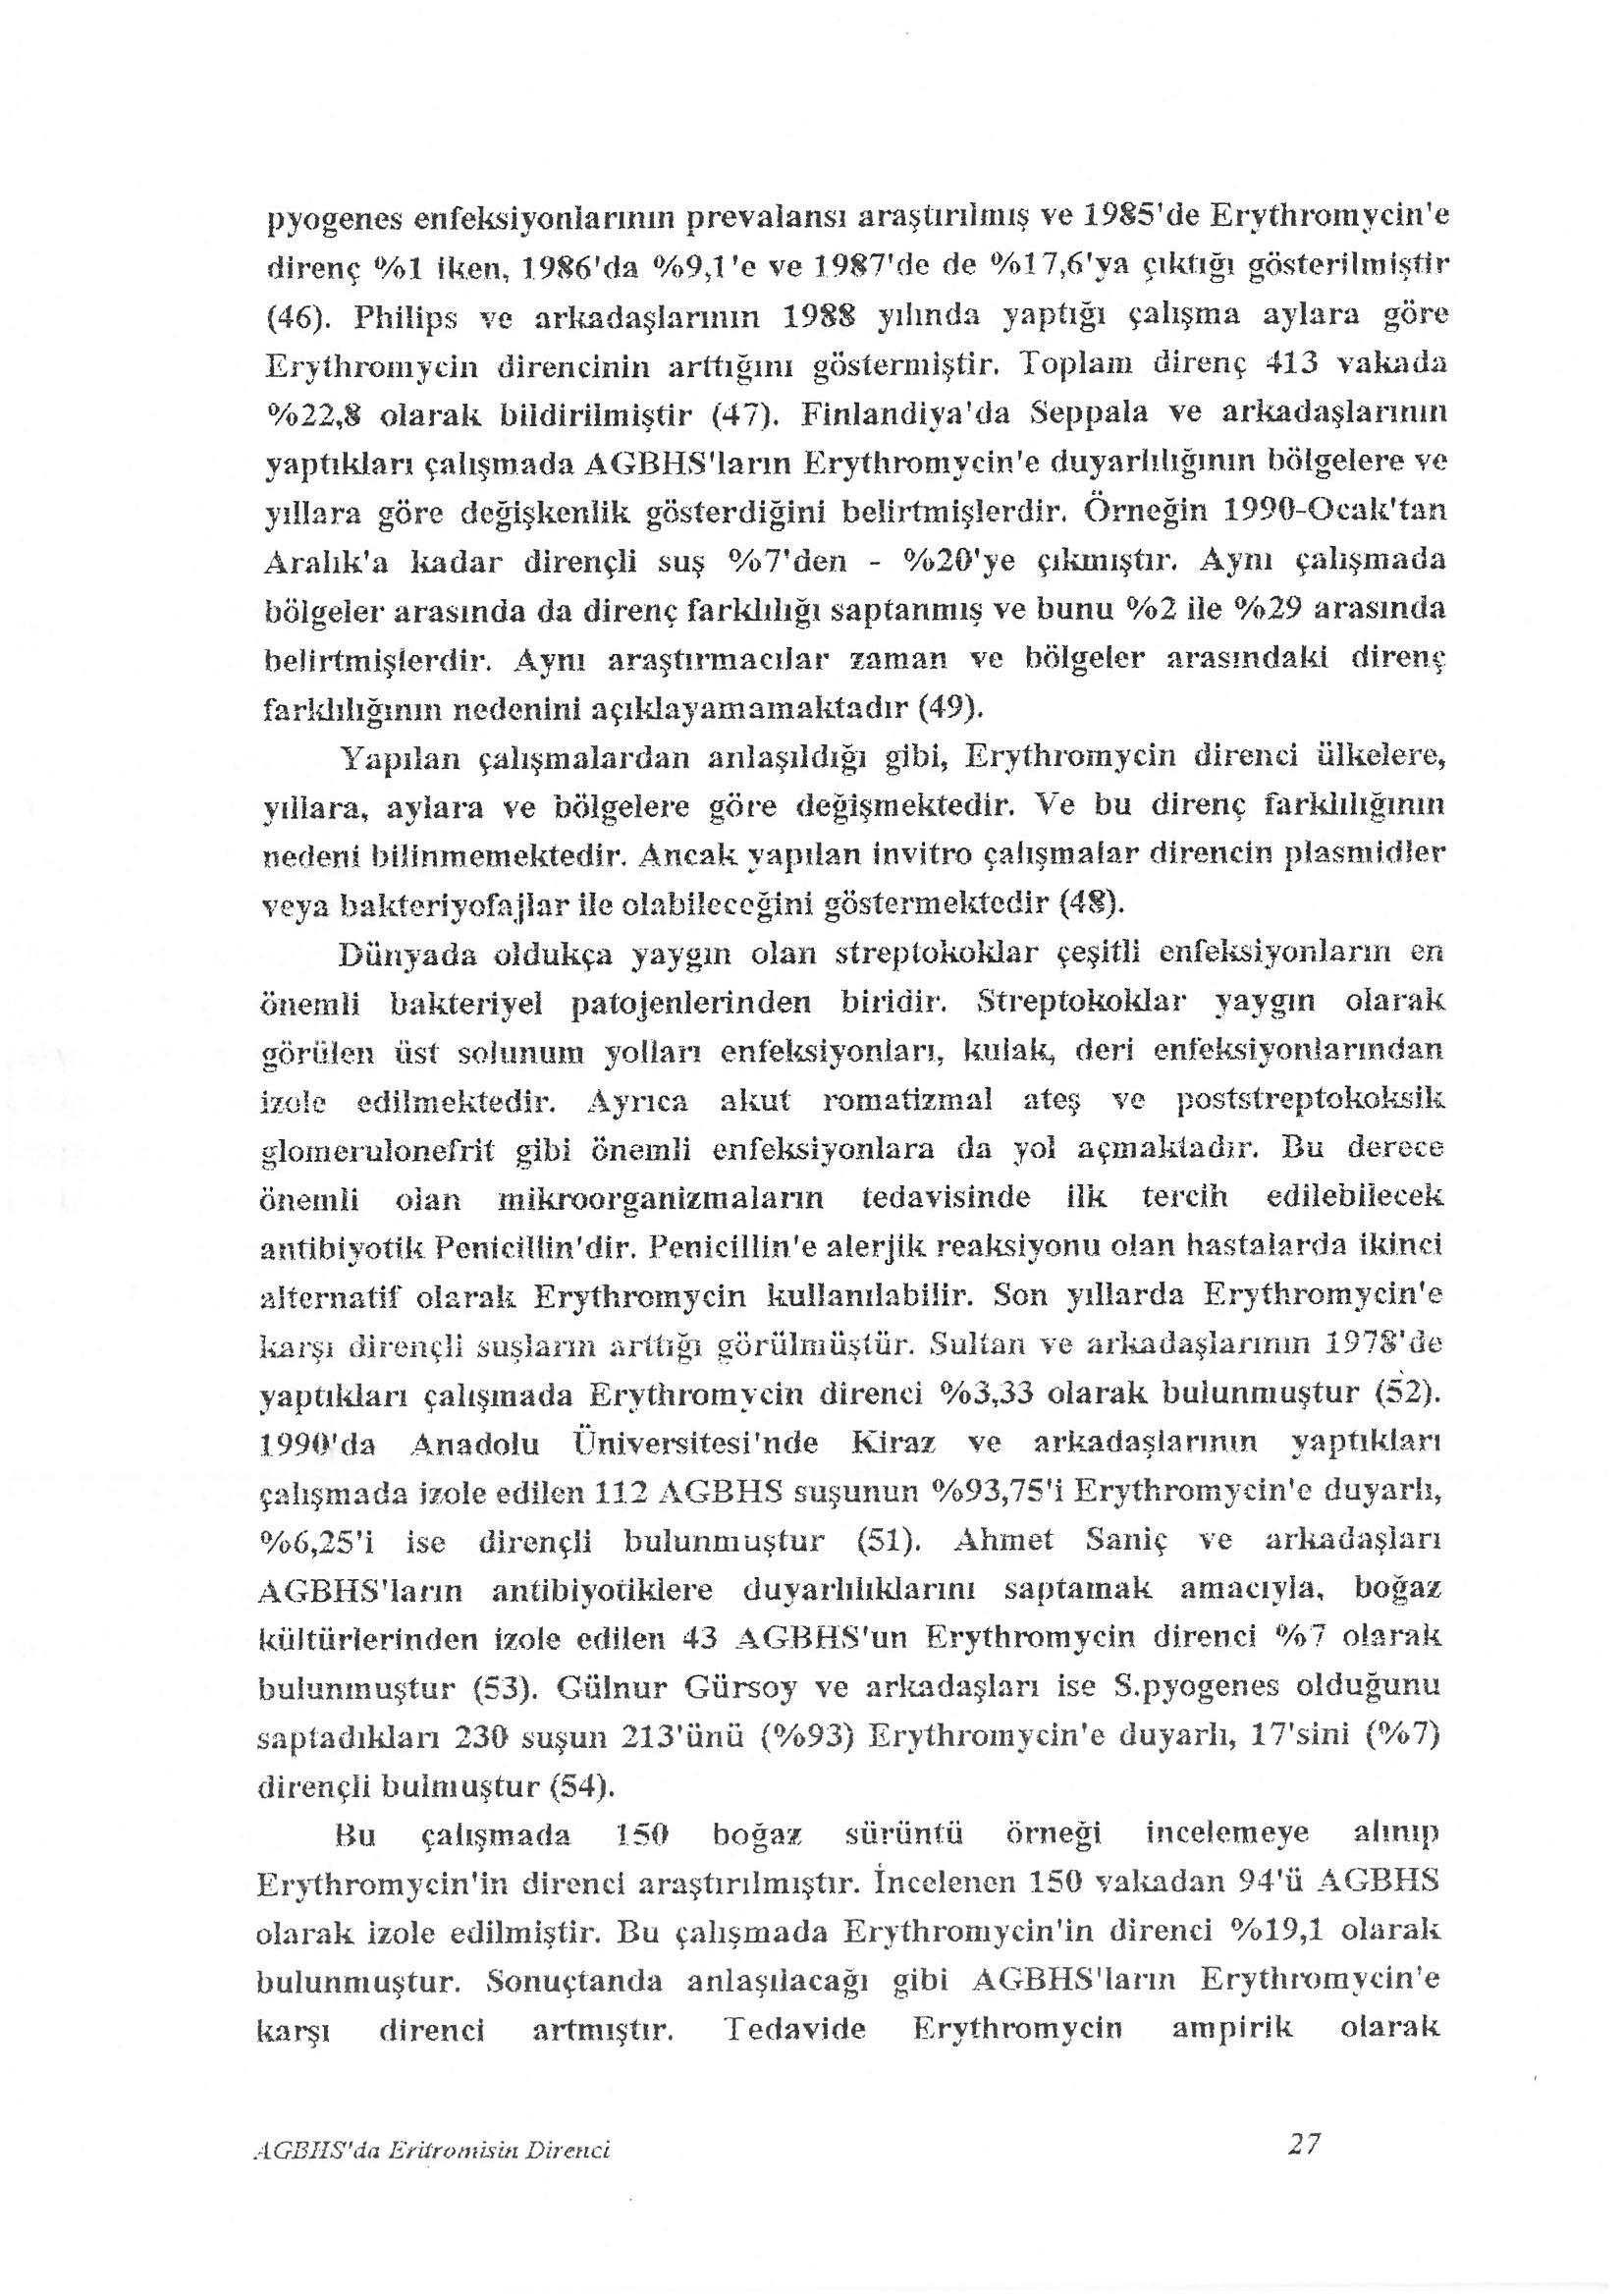 pyogenes enfeksiyonlarının prevalansı araştırılmış ve 1985'de Erythromycin'e
direnç %1 iken, 1986'da %9,1'e ve 1987'de de %17,6'ya çıktığı gösterilmiştir
(46). Philips ve arkadaşlarının 1988 yılında yaptığı çalışma aylara göre
Erythromycin direncinin arttığını göstermiştir. Toplam direnç 413 vakada
%22,8 olarak bildirilmiştir (47). Finlandiya'da Seppala ve arkadaşlarının
yaptıkları çalışmada AGBHS'ların Erythromycin'e duyarlılığının bölgelere ve
yıllara göre değişkenlik gösterdiğini belirtmişlerdir. Örneğin 1990-Ocak'tan
Aralık'a kadar dirençli suş %7'den - %20'ye çıkmıştır. Aynı çalışmada
bölgeler arasında da direnç farklılığı saptanmış ve bunu %2 ile %29 arasında
belirtmişlerdir. Aynı araştırmacılar zaman ve bölgeler arasındaki direnç
farklılığının nedenini açıklayamamaktadır (49).
Yapılan çalışmalardan anlaşıldığı gibi, Erythromycin direnci ülkelere,
yıllara, aylara ve bölgelere göre değişmektedir. Ve bu direnç farklılığının
nedeni bilinmemektedir. Ancak yapılan invitro çalışmalar direncin plasmidler
veya bakteriyofajlar ile olabileceğini göstermektedir (48).
Dünyada oldukça yaygın olan streptokoklar çeşitli enfeksiyonların en
önemli bakteriyel patojenlerinden biridir. Streptokoklar yaygın olarak
görülen üst solunum yolları enfeksiyonları, kulak, deri enfeksiyonlarından
izole edilmektedir. Ayrıca akut romatizmal ateş ve poststreptokoksik
glomerulonefrit gibi önemli enfeksiyonlara da yol açmaktadır. Bu derece
önemli olan mikroorganizmaların tedavisinde ilk tercih edilebilecek
antibiyotik Penicillin'dir. Penicillin'e alerjik reaksiyonu olan hastalarda ikinci
alternatif olarak Erythromycin kullanılabilir. Son yıllarda Erythromycin'e
karşı dirençli suşların arttığı görülmüştür. Sultan ve arkadaşlarının 1978'de
yaptıkları çalışmada Erythromycin direnci %3,33 olarak bulunmuştur (52).
1990'da Anadolu Üniversitesi'nde Kiraz ve arkadaşlarının yaptıkları
çalışmada izole edilen 112 AGBHS suşunun %93,75'i Erythromycin'e duyarlı,
%6,25'i ise dirençli bulunmuştur (51). Ahmet Saniç ve arkadaşları
AGBHS'ların antibiyotiklere duyarlılıklarını saptamak amacıyla, boğaz
kültürlerinden izole edilen 43 AGBHS'un Erythromycin direnci %7 olarak
bulunmuştur (53). Gülnur Gürsoy ve arkadaşları ise S.pyogenes olduğunu
saptadıkları 230 suşun 213'ünü (%93) Erythromycin'e duyarlı, 17'sini (%7)
dirençli bulmuştur (54).
Bu çalışmada 150 boğaz sürüntü örneği incelemeye alınıp
Erythromycin'in direnci araştırılmıştır. İncelenen 150 vakadan 94'ü AGBHS
olarak izole edilmiştir. Bu çalışmada Erythromycin'in direnci %19,1 olarak
bulunmuştur. Sonuçtanda anlaşılacağı gibi AGBHS'ların Erythromycin'e
karşı direnci artmıştır. Tedavide Erythromycin ampirik olarak
AGBHS'da Eritromisin Direnci 27